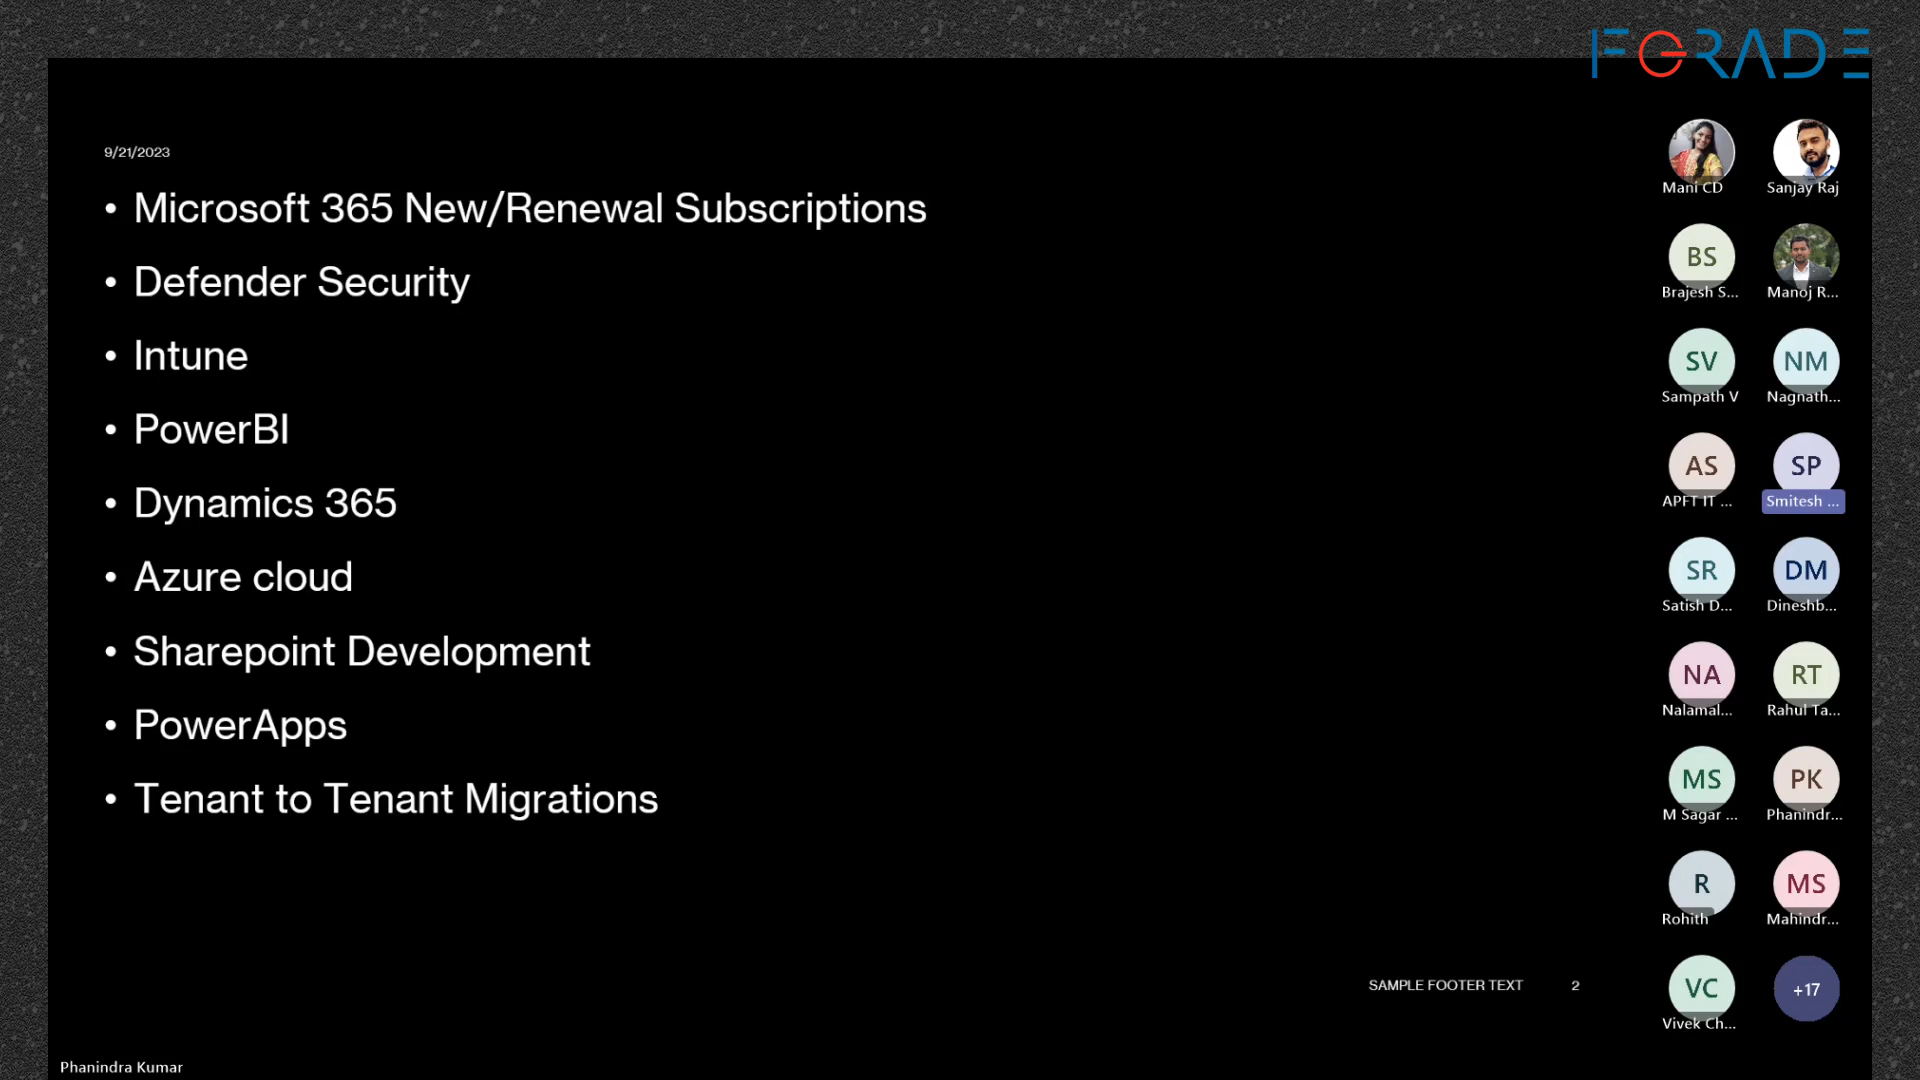 FGRADE
9/21/2023
• Microsoft 365 New/Renewal Subscriptions
• Defender Security
• Intune
• PowerBI
• Dynamics 365
• Azure cloud
• Sharepoint Development
• PowerApps
• Tenant to Tenant Migrations
SAMPLE FOOTER TEXT 2
Phanindra Kumar
Mani CD
Sanjay Raj
BS
Brajesh S...
Manoj R...
SV
Sampath V
NM
Nagnath...
AS
APFT IT ...
SP
Smitesh ...
SR
Satish D...
DM
Dineshb...
NA
Nalamal...
RT
Rahul Ta...
MS
M Sagar ...
PK
Phanindr...
R
Rohith
MS
Mahindr...
VC
Vivek Ch...
+17